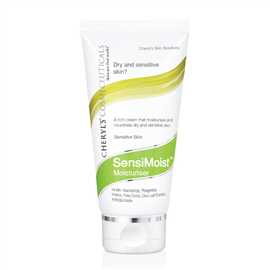 Cheryl's Skin Solutions
Dry and sensitive
skin?
CHERYL'S COSMECEUTICALS
A rich cream that moisturises and
nourishes dry and sensitive skin.
Sensitive Skin
SensiMoist™
Moisturiser